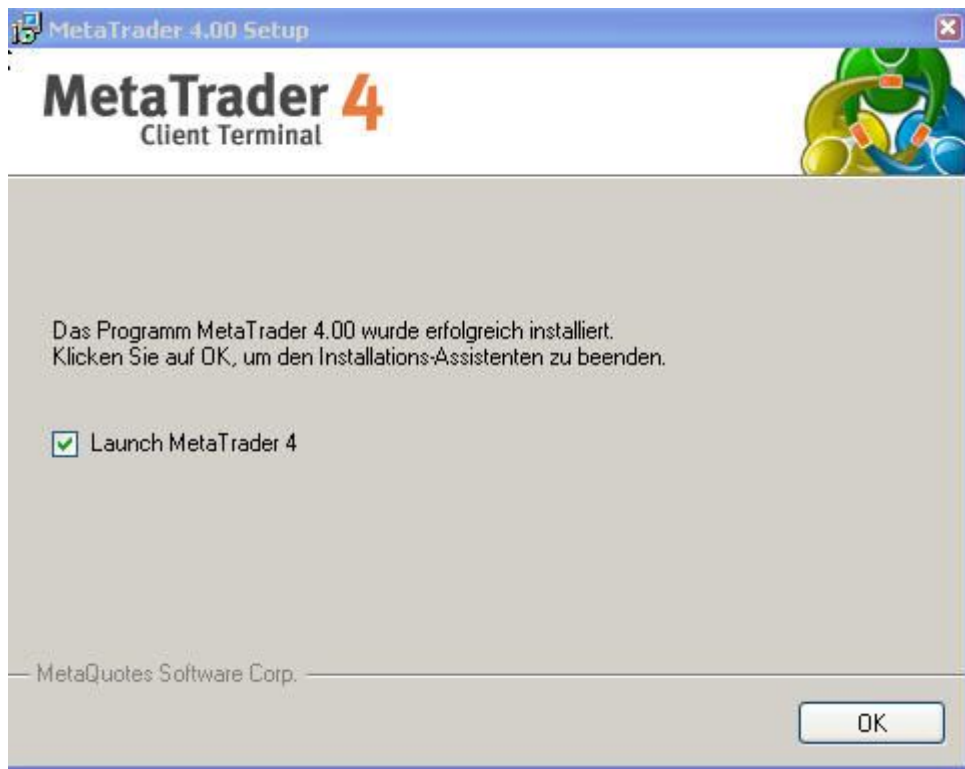 MetaTrader 4.00 Setup
MetaTrader 4
Client Terminal
Das Programm MetaTrader 4.00 wurde erfolgreich installiert.
Klicken Sie auf OK, um den Installations-Assistenten zu beenden.
Launch MetaTrader 4
MetaQuotes Software Corp.
OK